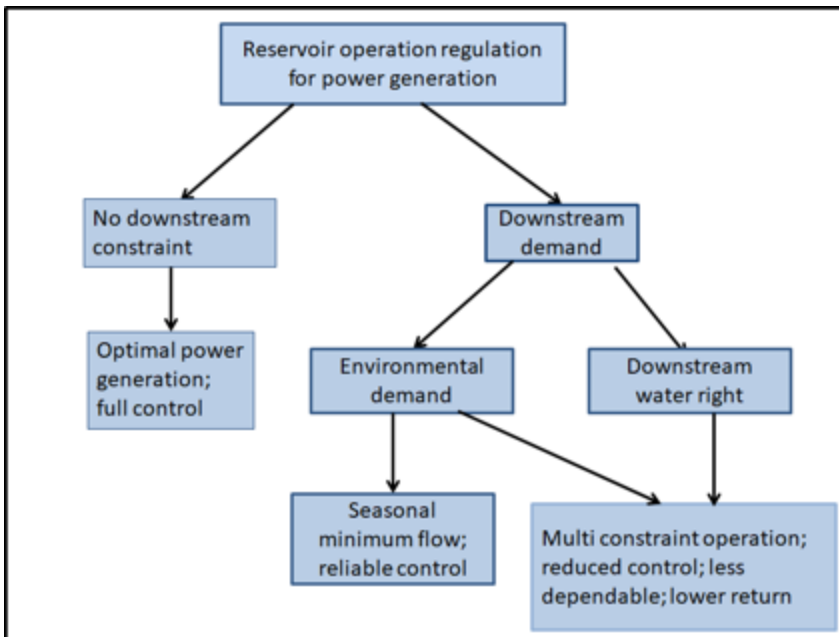 Reservoir operation regulation
for power generation
No downstream
constraint
Downstream
demand
Optimal power
generation;
full control
Environmental
demand
Downstream
water right
Seasonal
minimum flow;
reliable control
Multi constraint operation;
reduced control; less
dependable; lower return